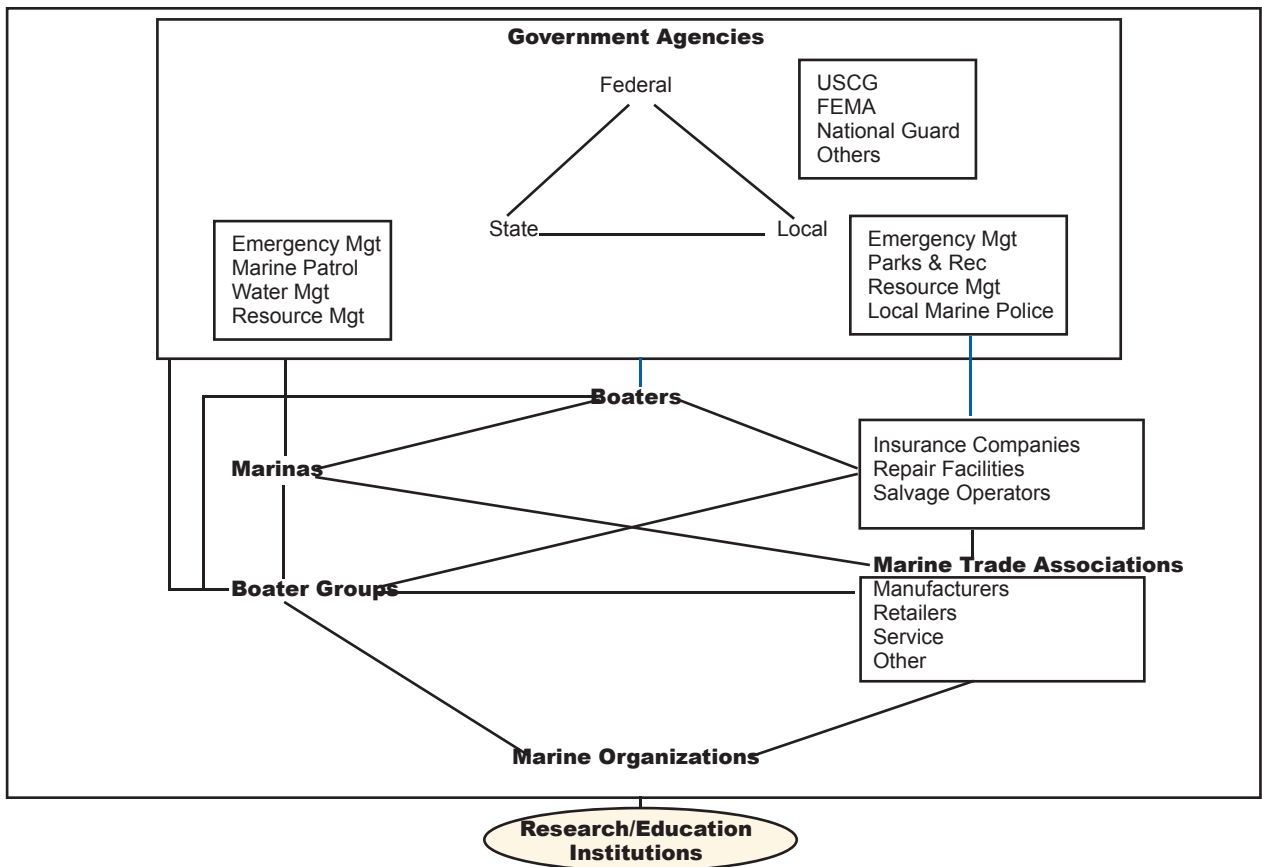 Government Agencies
Federal
USCG
FEMA
National Guard
Others
State
Local
Emergency Mgt
Marine Patrol
Water Mgt
Resource Mgt
Emergency Mgt
Parks & Rec
Resource Mgt
Local Marine Police
Boaters
Marinas
Insurance Companies
Repair Facilities
Salvage Operators
Marine Trade Associations
Boater Groups
Manufacturers
Retailers
Service
Other
Marine Organizations
Research/Education
Institutions